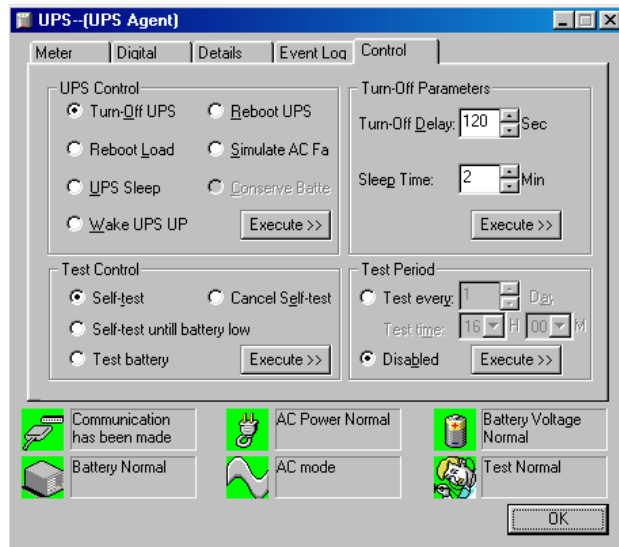 UPS--(UPS Agent)
Meter Digital Details Event Log Control
UPS Control
Turn-Off UPS Reboot UPS
Reboot Load Simulate AC Fa
UPS Sleep Conserve Batte
Wake UPS UP Execute >>
Turn-Off Parameters
Turn-Off Delay: 120 Sec
Sleep Time: 2 Min
Execute >>
Test Control
Self-test Cancel Self-test
Self-test untill battery low
Test battery Execute >>
Test Period
Test every: 1 Day
Test time: 16 H 00 M
Disabled Execute >>
Communication
has been made
AC Power Normal
Battery Voltage
Normal
Battery Normal
AC mode
Test Normal
OK